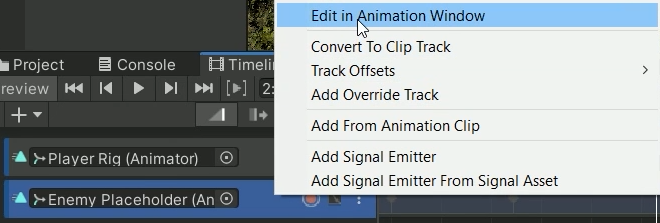 Edit in Animation Window
Convert To Clip Track
Track Offsets
Add Override Track
Add From Animation Clip
Add Signal Emitter
Add Signal Emitter From Signal Asset
Project
Console
Timelin
review
2:
Player Rig (Animator)
Enemy Placeholder (An